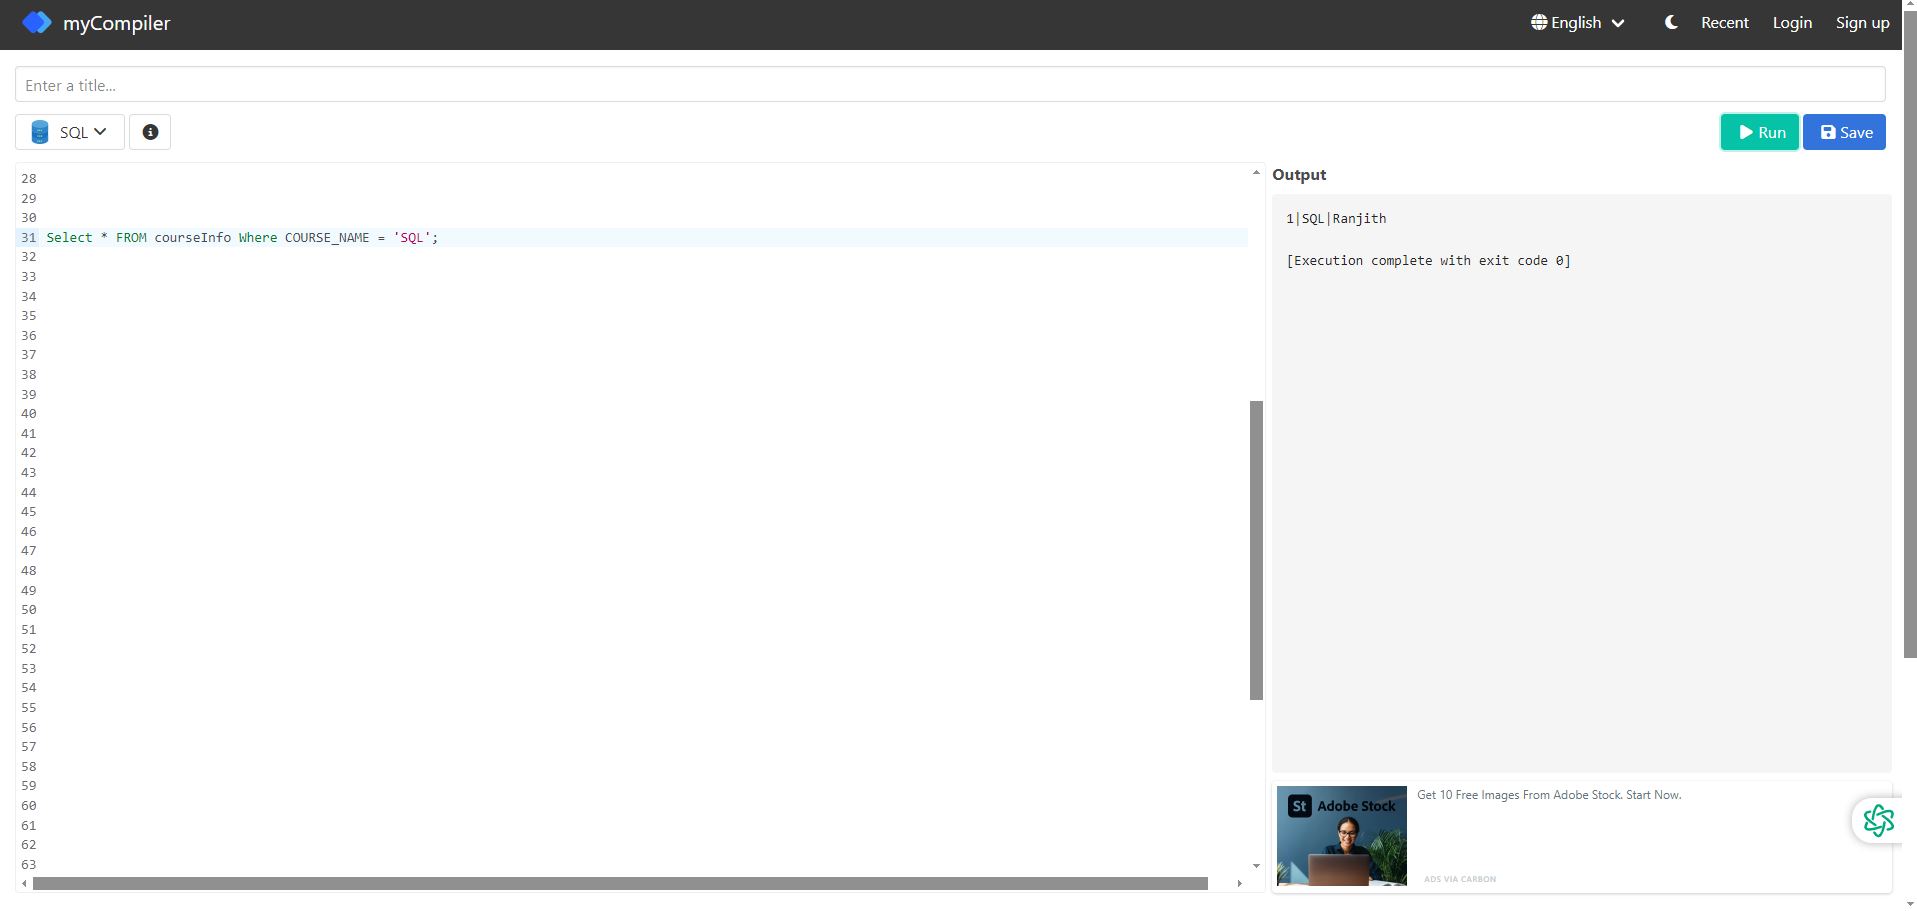 myCompiler
English
Recent
Login
Sign up
Enter a title...
SQL
Run
Save
28
29
30
31 Select * FROM courseInfo Where COURSE_NAME = 'SQL';
32
33
34
35
36
37
38
39
40
41
42
43
44
45
46
47
48
49
50
51
52
53
54
55
56
57
58
59
60
61
62
63
Output
1|SQL|Ranjith
[Execution complete with exit code 0]
St Adobe Stock
Get 10 Free Images From Adobe Stock. Start Now.
ADS VIA CARBON